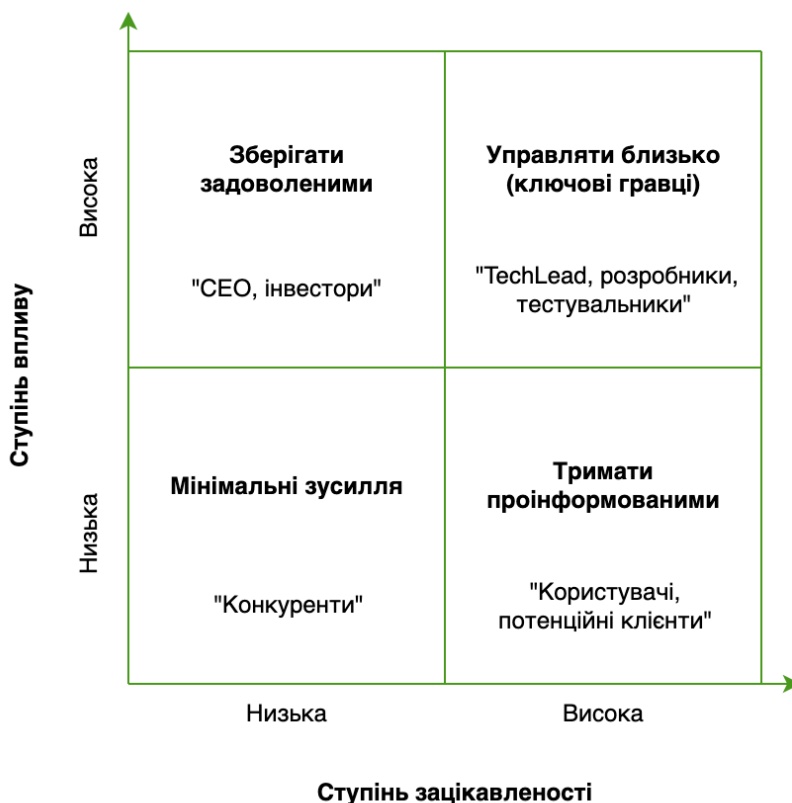 Ступінь впливу
Висока
Низька
Зберігати
задоволеними
"CEO, інвестори"
Управляти близько
(ключові гравці)
"TechLead, розробники,
тестувальники"
Мінімальні зусилля
"Конкуренти"
Тримати
проінформованими
"Користувачі,
потенційні клієнти"
Низька
Висока
Ступінь зацікавленості